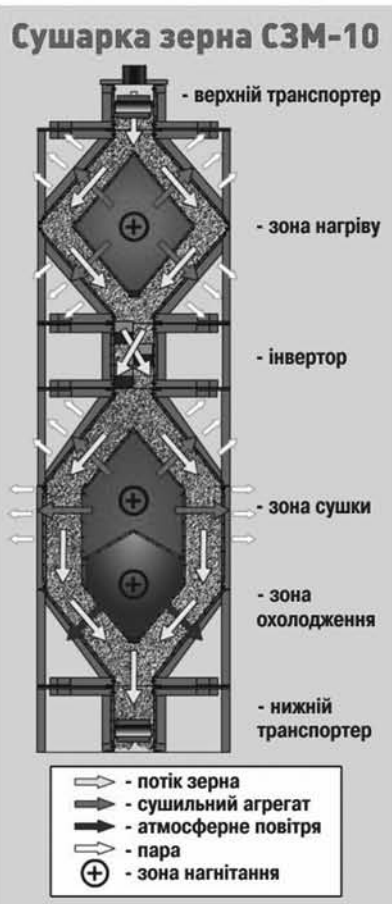 Сушарка зерна СЗМ-10
- верхній транспортер
- зона нагріву
- інвертор
- зона сушки
- зона
охолодження
- нижній
транспортер
- потік зерна
- сушильний агрегат
- атмосферне повітря
- пара
- зона нагнітання